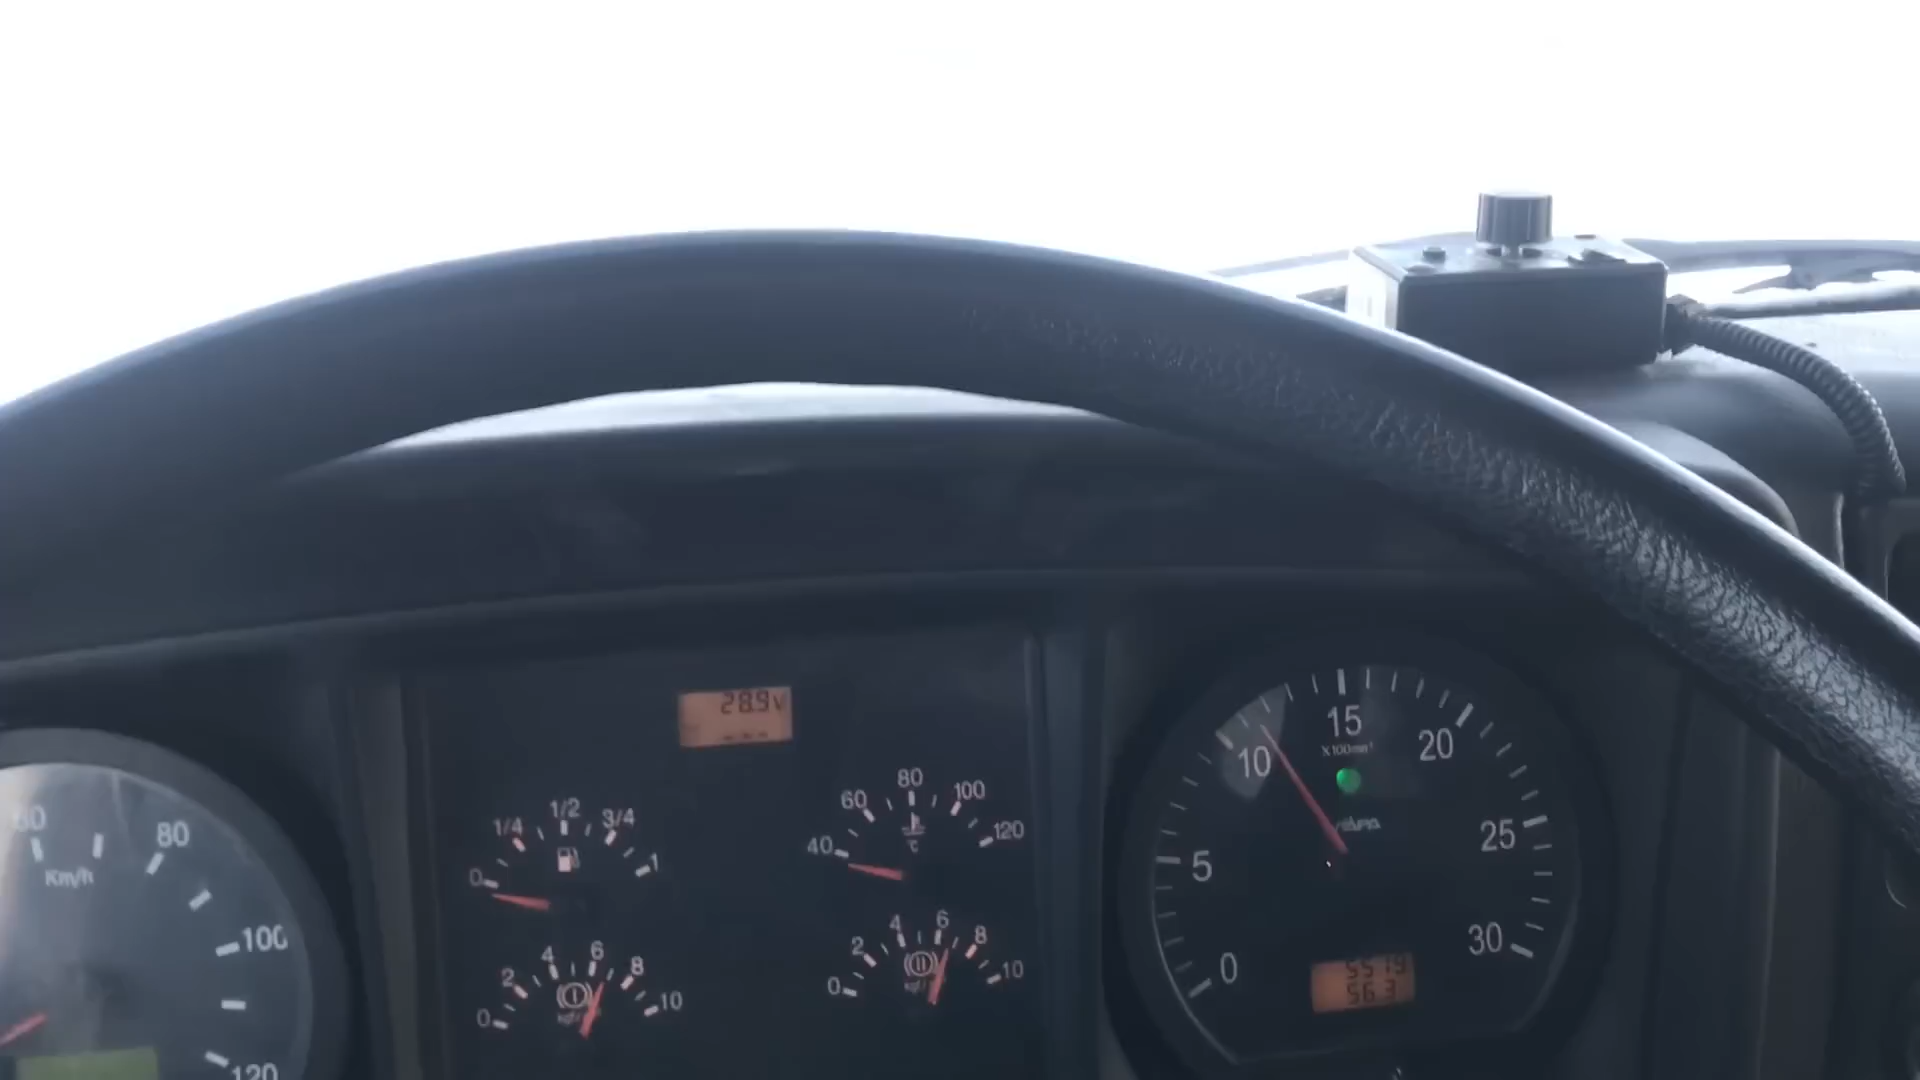 28.9V
0 1/4 1/2 3/4 1
40 60 80 100 120
°C
0 2 4 6 8 10
0 2 4 6 8 10
80
Km/h
100
120
0 5 10 15 20 25 30
X100min⁻¹
56.3